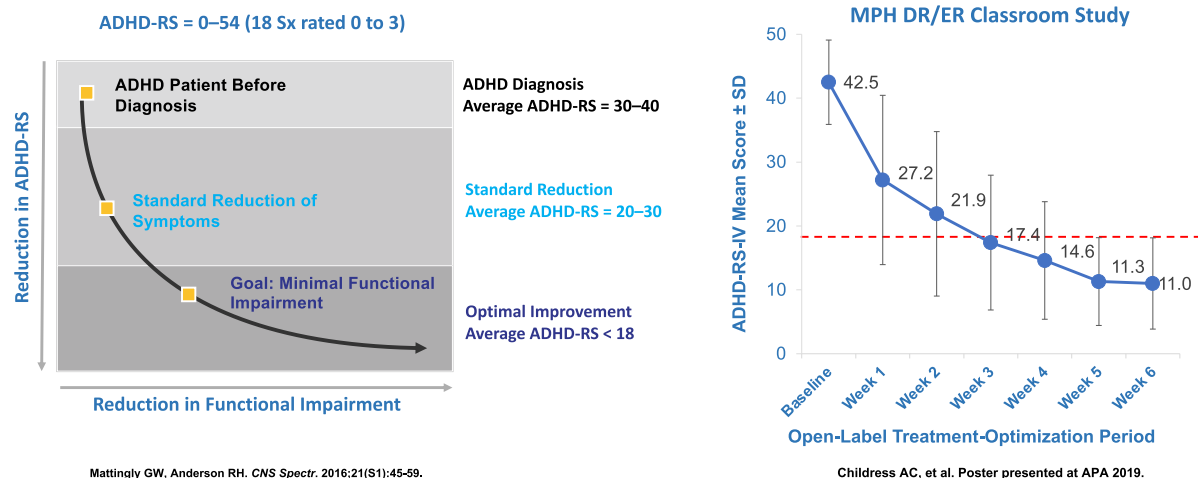 ADHD-RS = 0–54 (18 Sx rated 0 to 3)
Reduction in ADHD-RS
ADHD Patient Before
Diagnosis
Standard Reduction of
Symptoms
Goal: Minimal Functional
Impairment
ADHD Diagnosis
Average ADHD-RS = 30–40
Standard Reduction
Average ADHD-RS = 20–30
Optimal Improvement
Average ADHD-RS < 18
Reduction in Functional Impairment
Mattingly GW, Anderson RH. CNS Spectr. 2016;21(S1):45-59.
MPH DR/ER Classroom Study
ADHD-RS-IV Mean Score ± SD
50
40
30
20
10
0
42.5
27.2
21.9
17.4
14.6
11.3
11.0
Baseline
Week 1
Week 2
Week 3
Week 4
Week 5
Week 6
Open-Label Treatment-Optimization Period
Childress AC, et al. Poster presented at APA 2019.